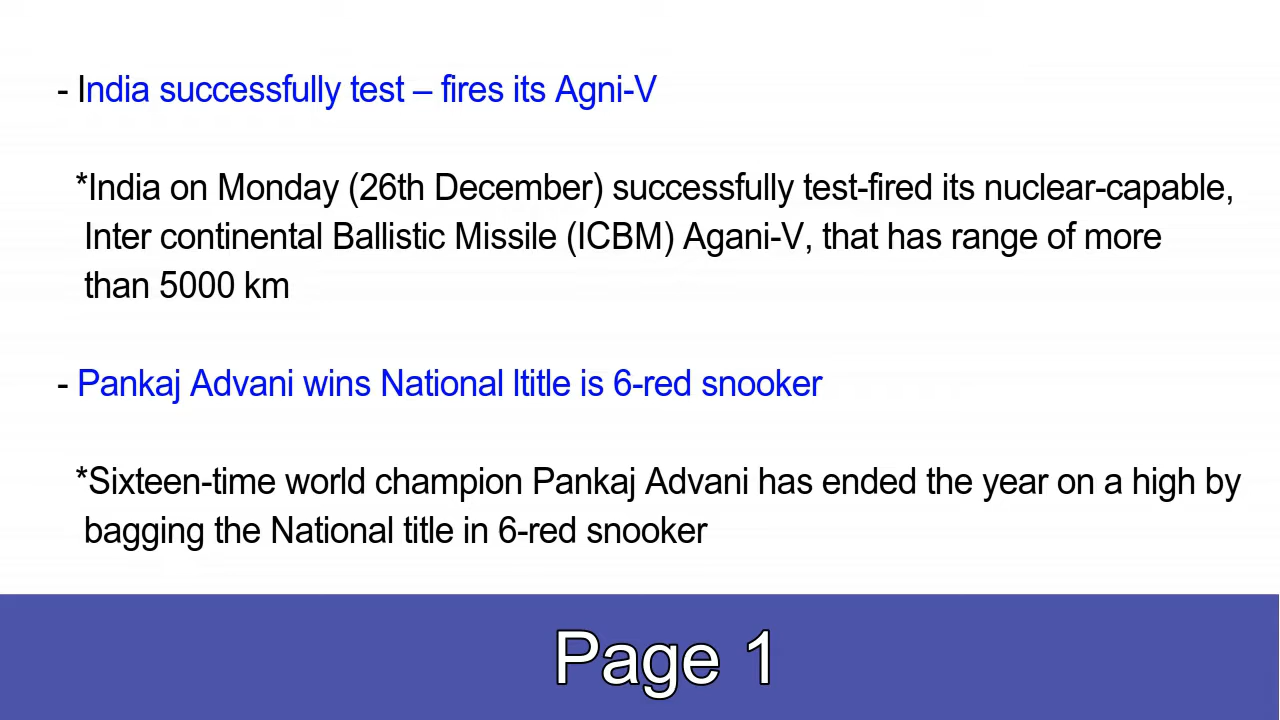 - India successfully test – fires its Agni-V
*India on Monday (26th December) successfully test-fired its nuclear-capable,
Inter continental Ballistic Missile (ICBM) Agani-V, that has range of more
than 5000 km
- Pankaj Advani wins National ltitle is 6-red snooker
*Sixteen-time world champion Pankaj Advani has ended the year on a high by
bagging the National title in 6-red snooker
Page 1